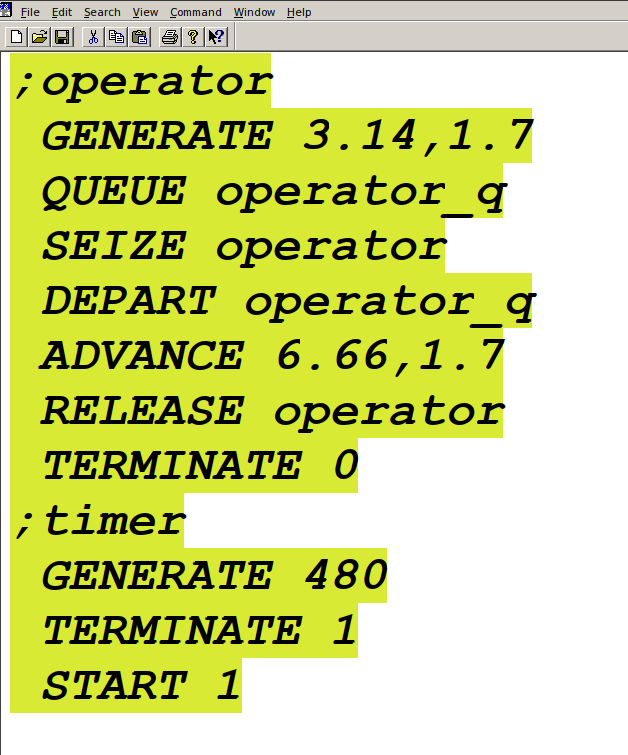 File Edit Search View Command Window Help
;operator
GENERATE 3.14,1.7
QUEUE operator_q
SEIZE operator
DEPART operator_q
ADVANCE 6.66,1.7
RELEASE operator
TERMINATE 0
;timer
GENERATE 480
TERMINATE 1
START 1